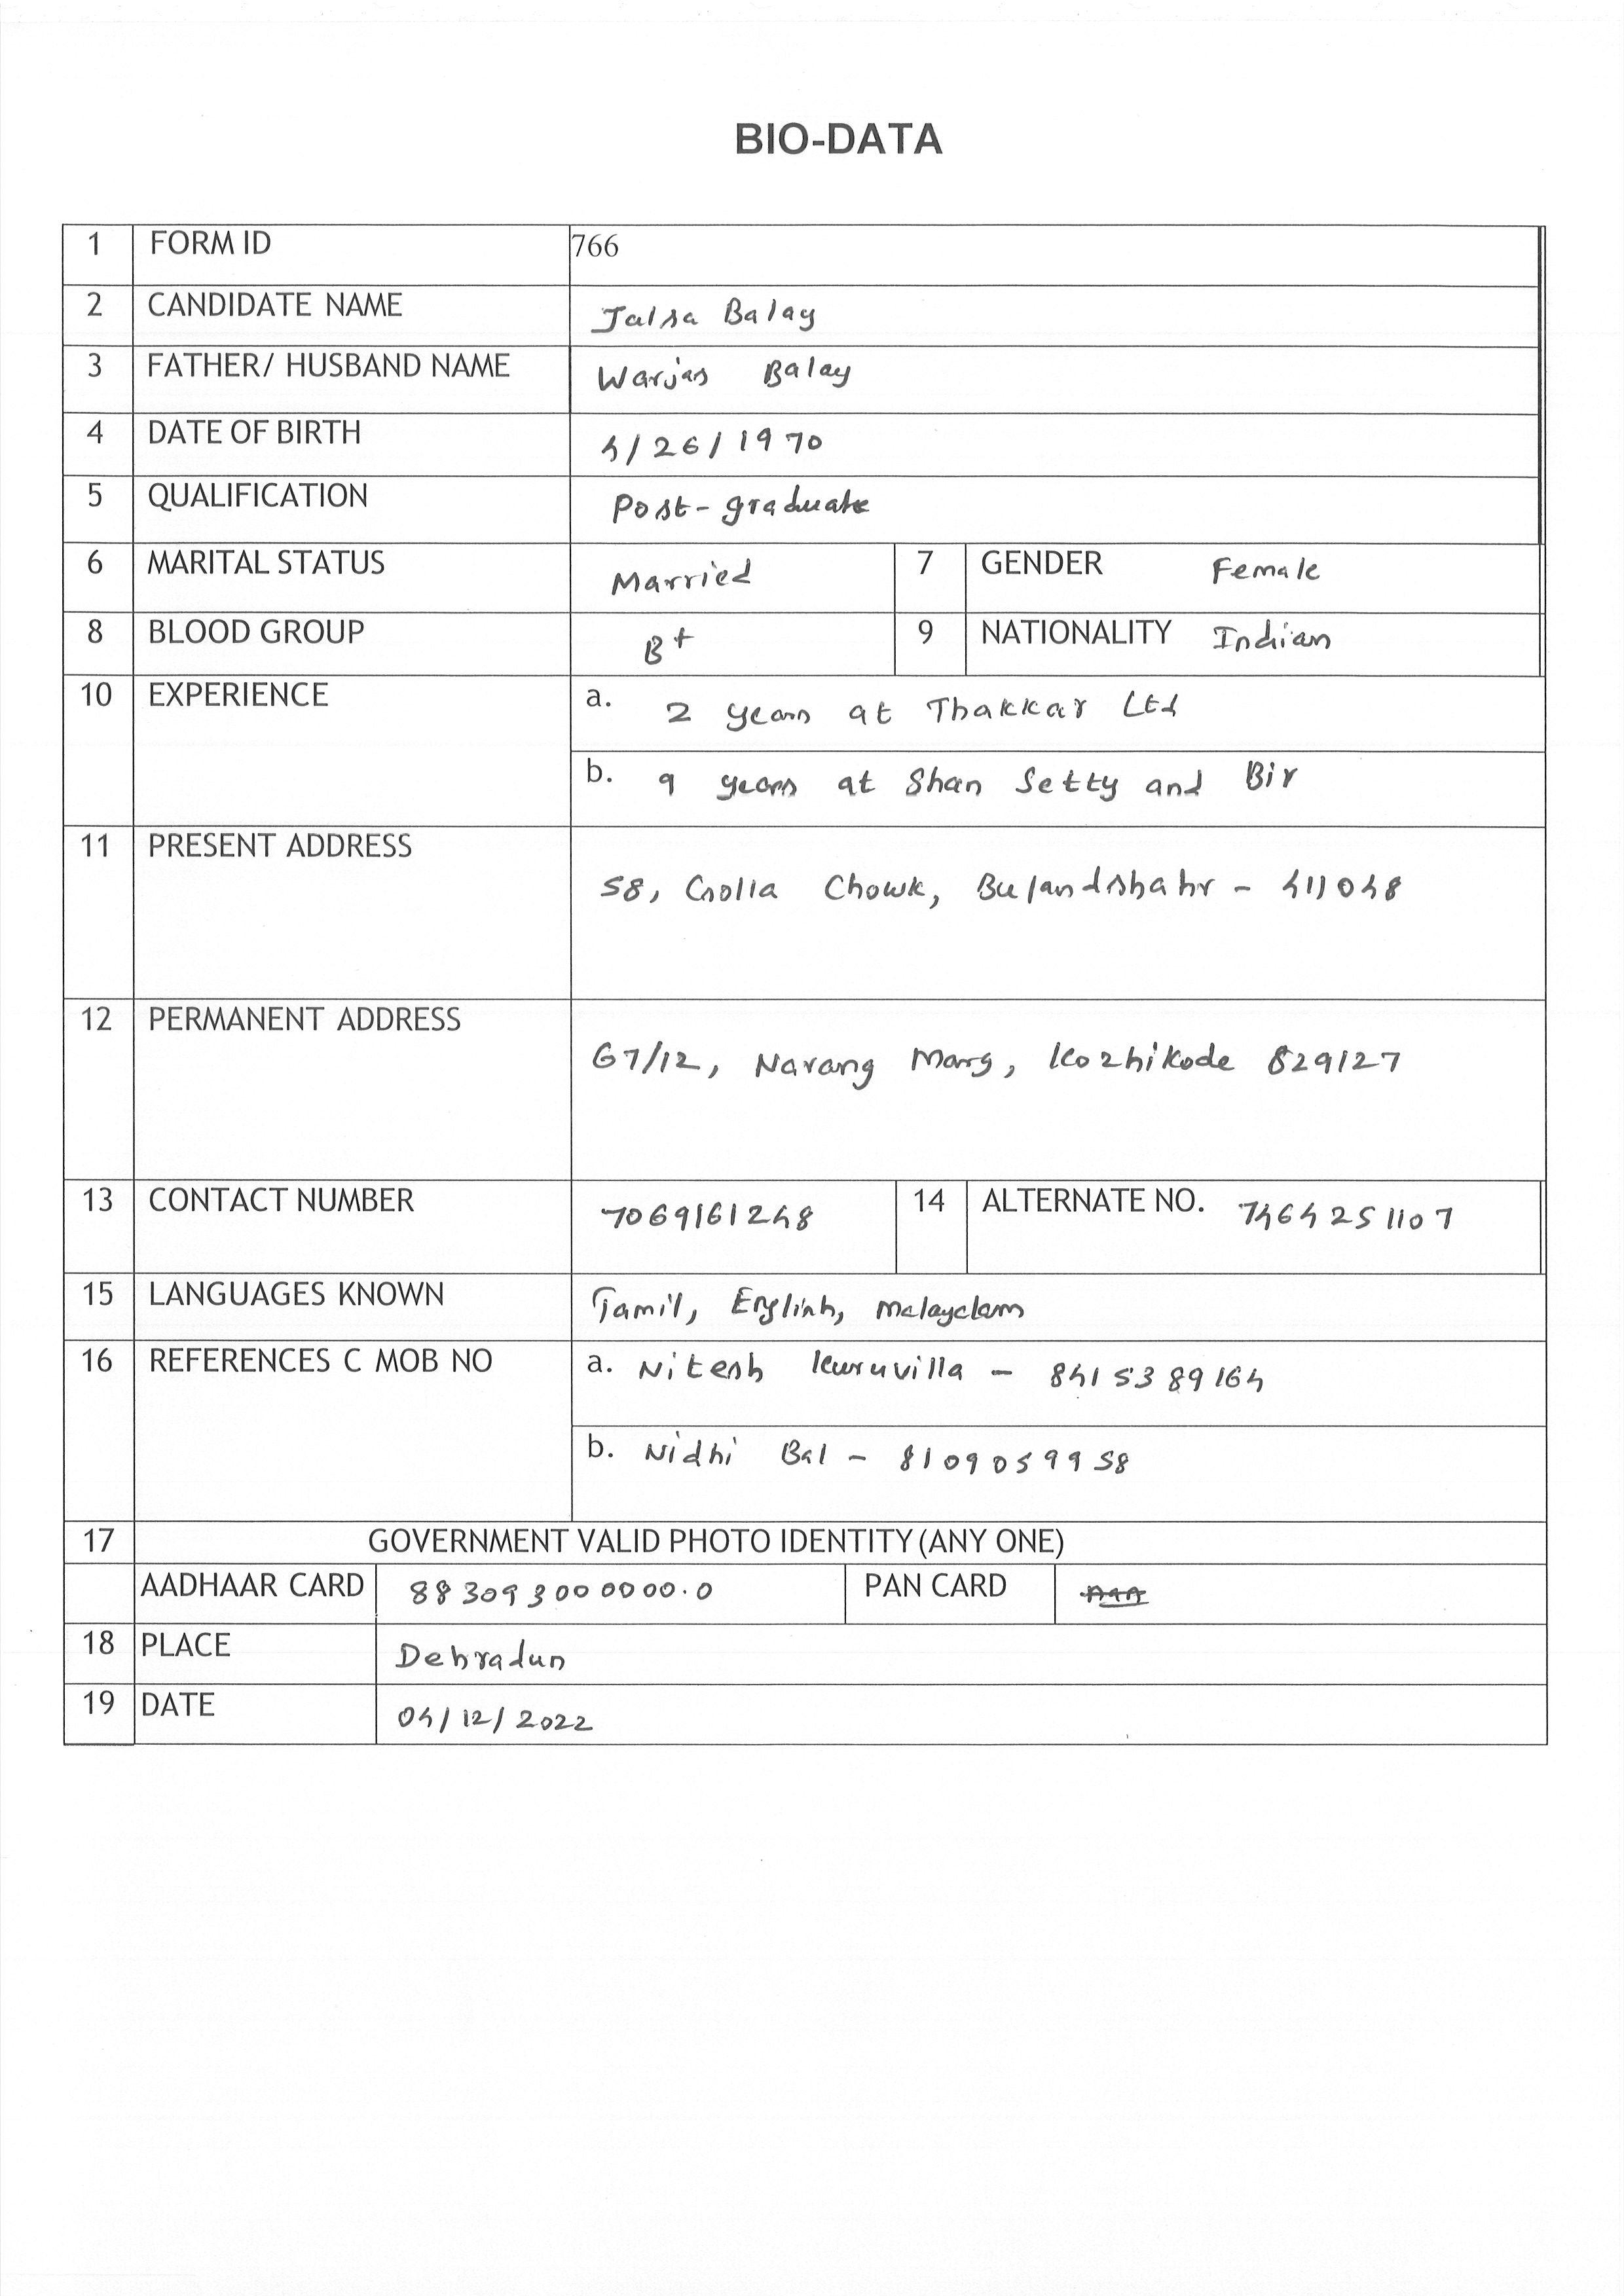 BIO-DATA
1 FORM ID 766
2 CANDIDATE NAME Jalsa Balay
3 FATHER/ HUSBAND NAME Warjas Balay
4 DATE OF BIRTH 4/26/1970
5 QUALIFICATION Post-graduate
6 MARITAL STATUS Married 7 GENDER Female
8 BLOOD GROUP B+ 9 NATIONALITY Indian
10 EXPERIENCE a. 2 years at Thakkar Ltd
b. 9 years at Shan Setty and Bir
11 PRESENT ADDRESS
58, Golla Chowk, Bulandshahr - 411048
12 PERMANENT ADDRESS
67/12, Narang Marg, Kozhikode 829127
13 CONTACT NUMBER 7069161248 14 ALTERNATE NO. 7464251107
15 LANGUAGES KNOWN Tamil, English, Malayalam
16 REFERENCES C MOB NO a. Nitesh Kuruvilla - 8415389164
b. Nidhi Bal - 8109059958
17 GOVERNMENT VALID PHOTO IDENTITY (ANY ONE)
AADHAAR CARD 883093000000.0 PAN CARD
18 PLACE Dehradun
19 DATE 04/12/2022